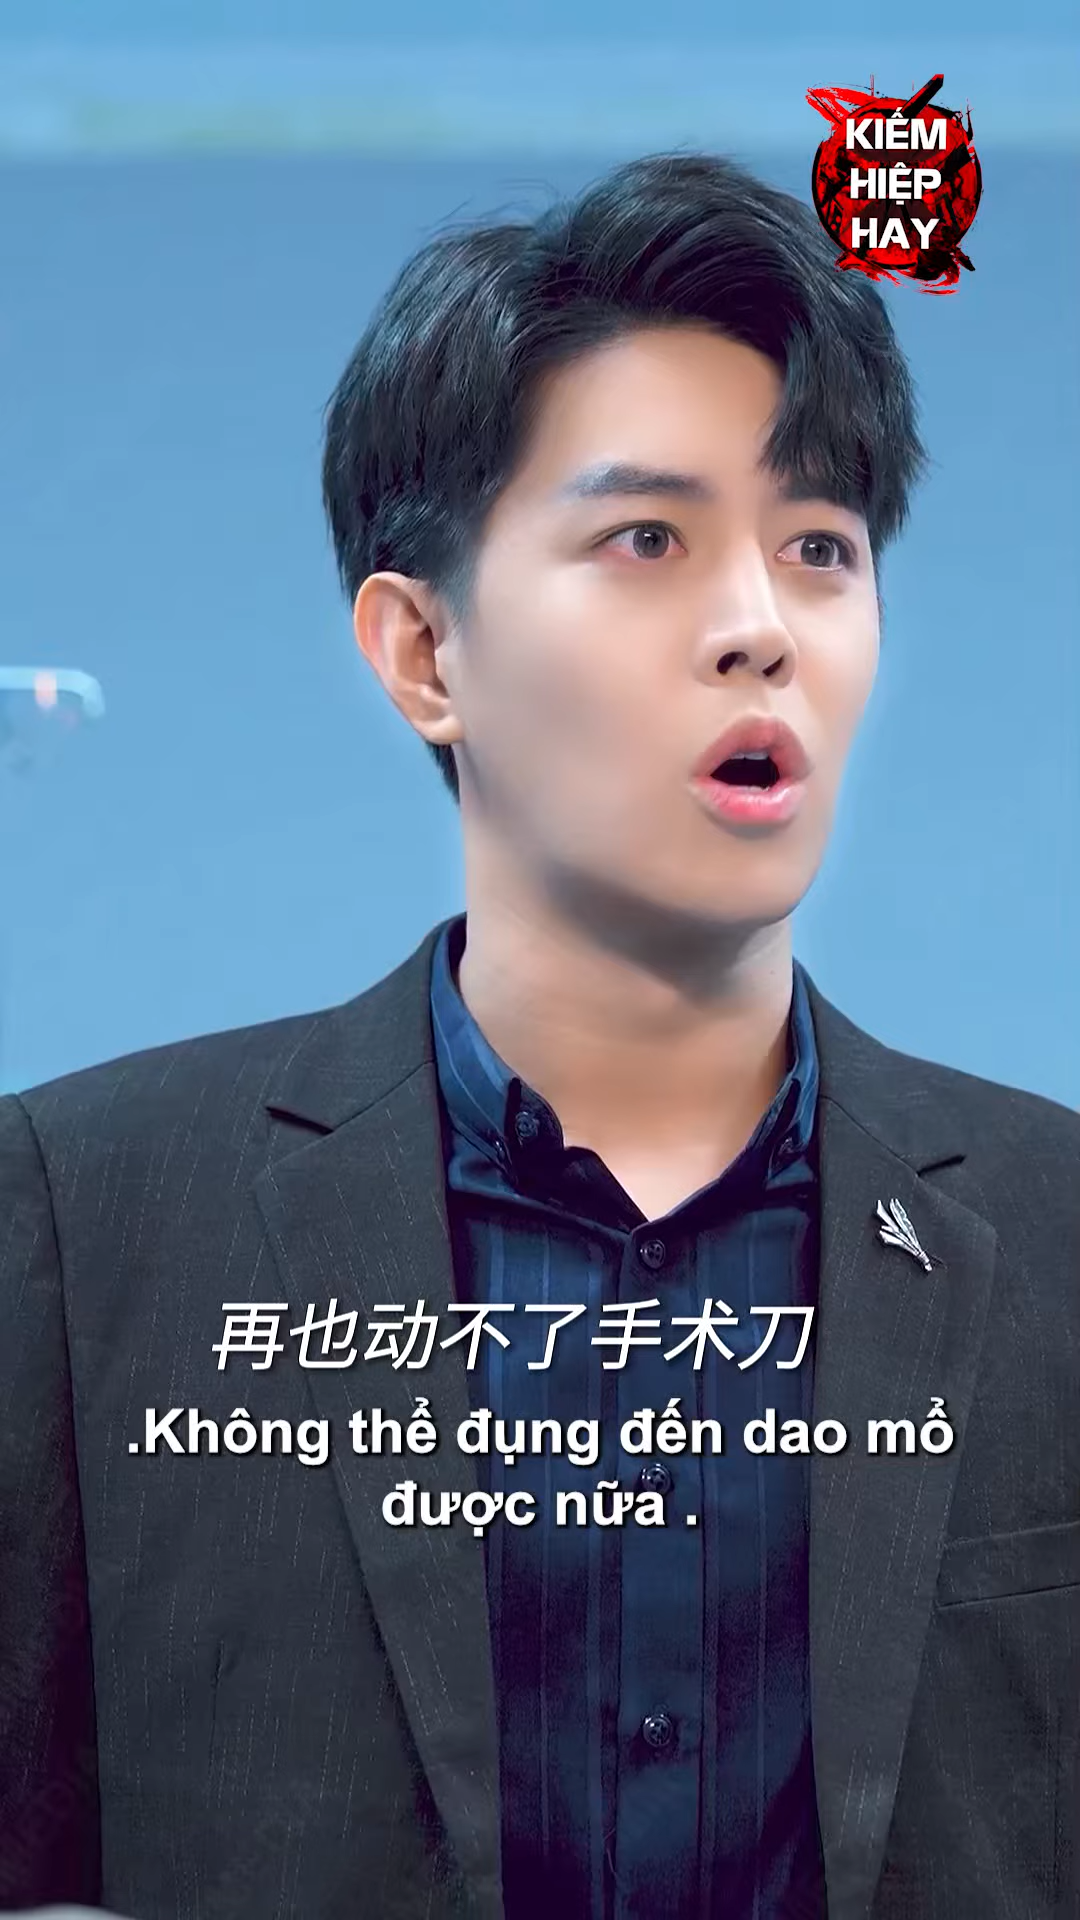 KIẾM
HIỆP
HAY
再也动不了手术刀
.Không thể đụng đến dao mổ
được nữa .